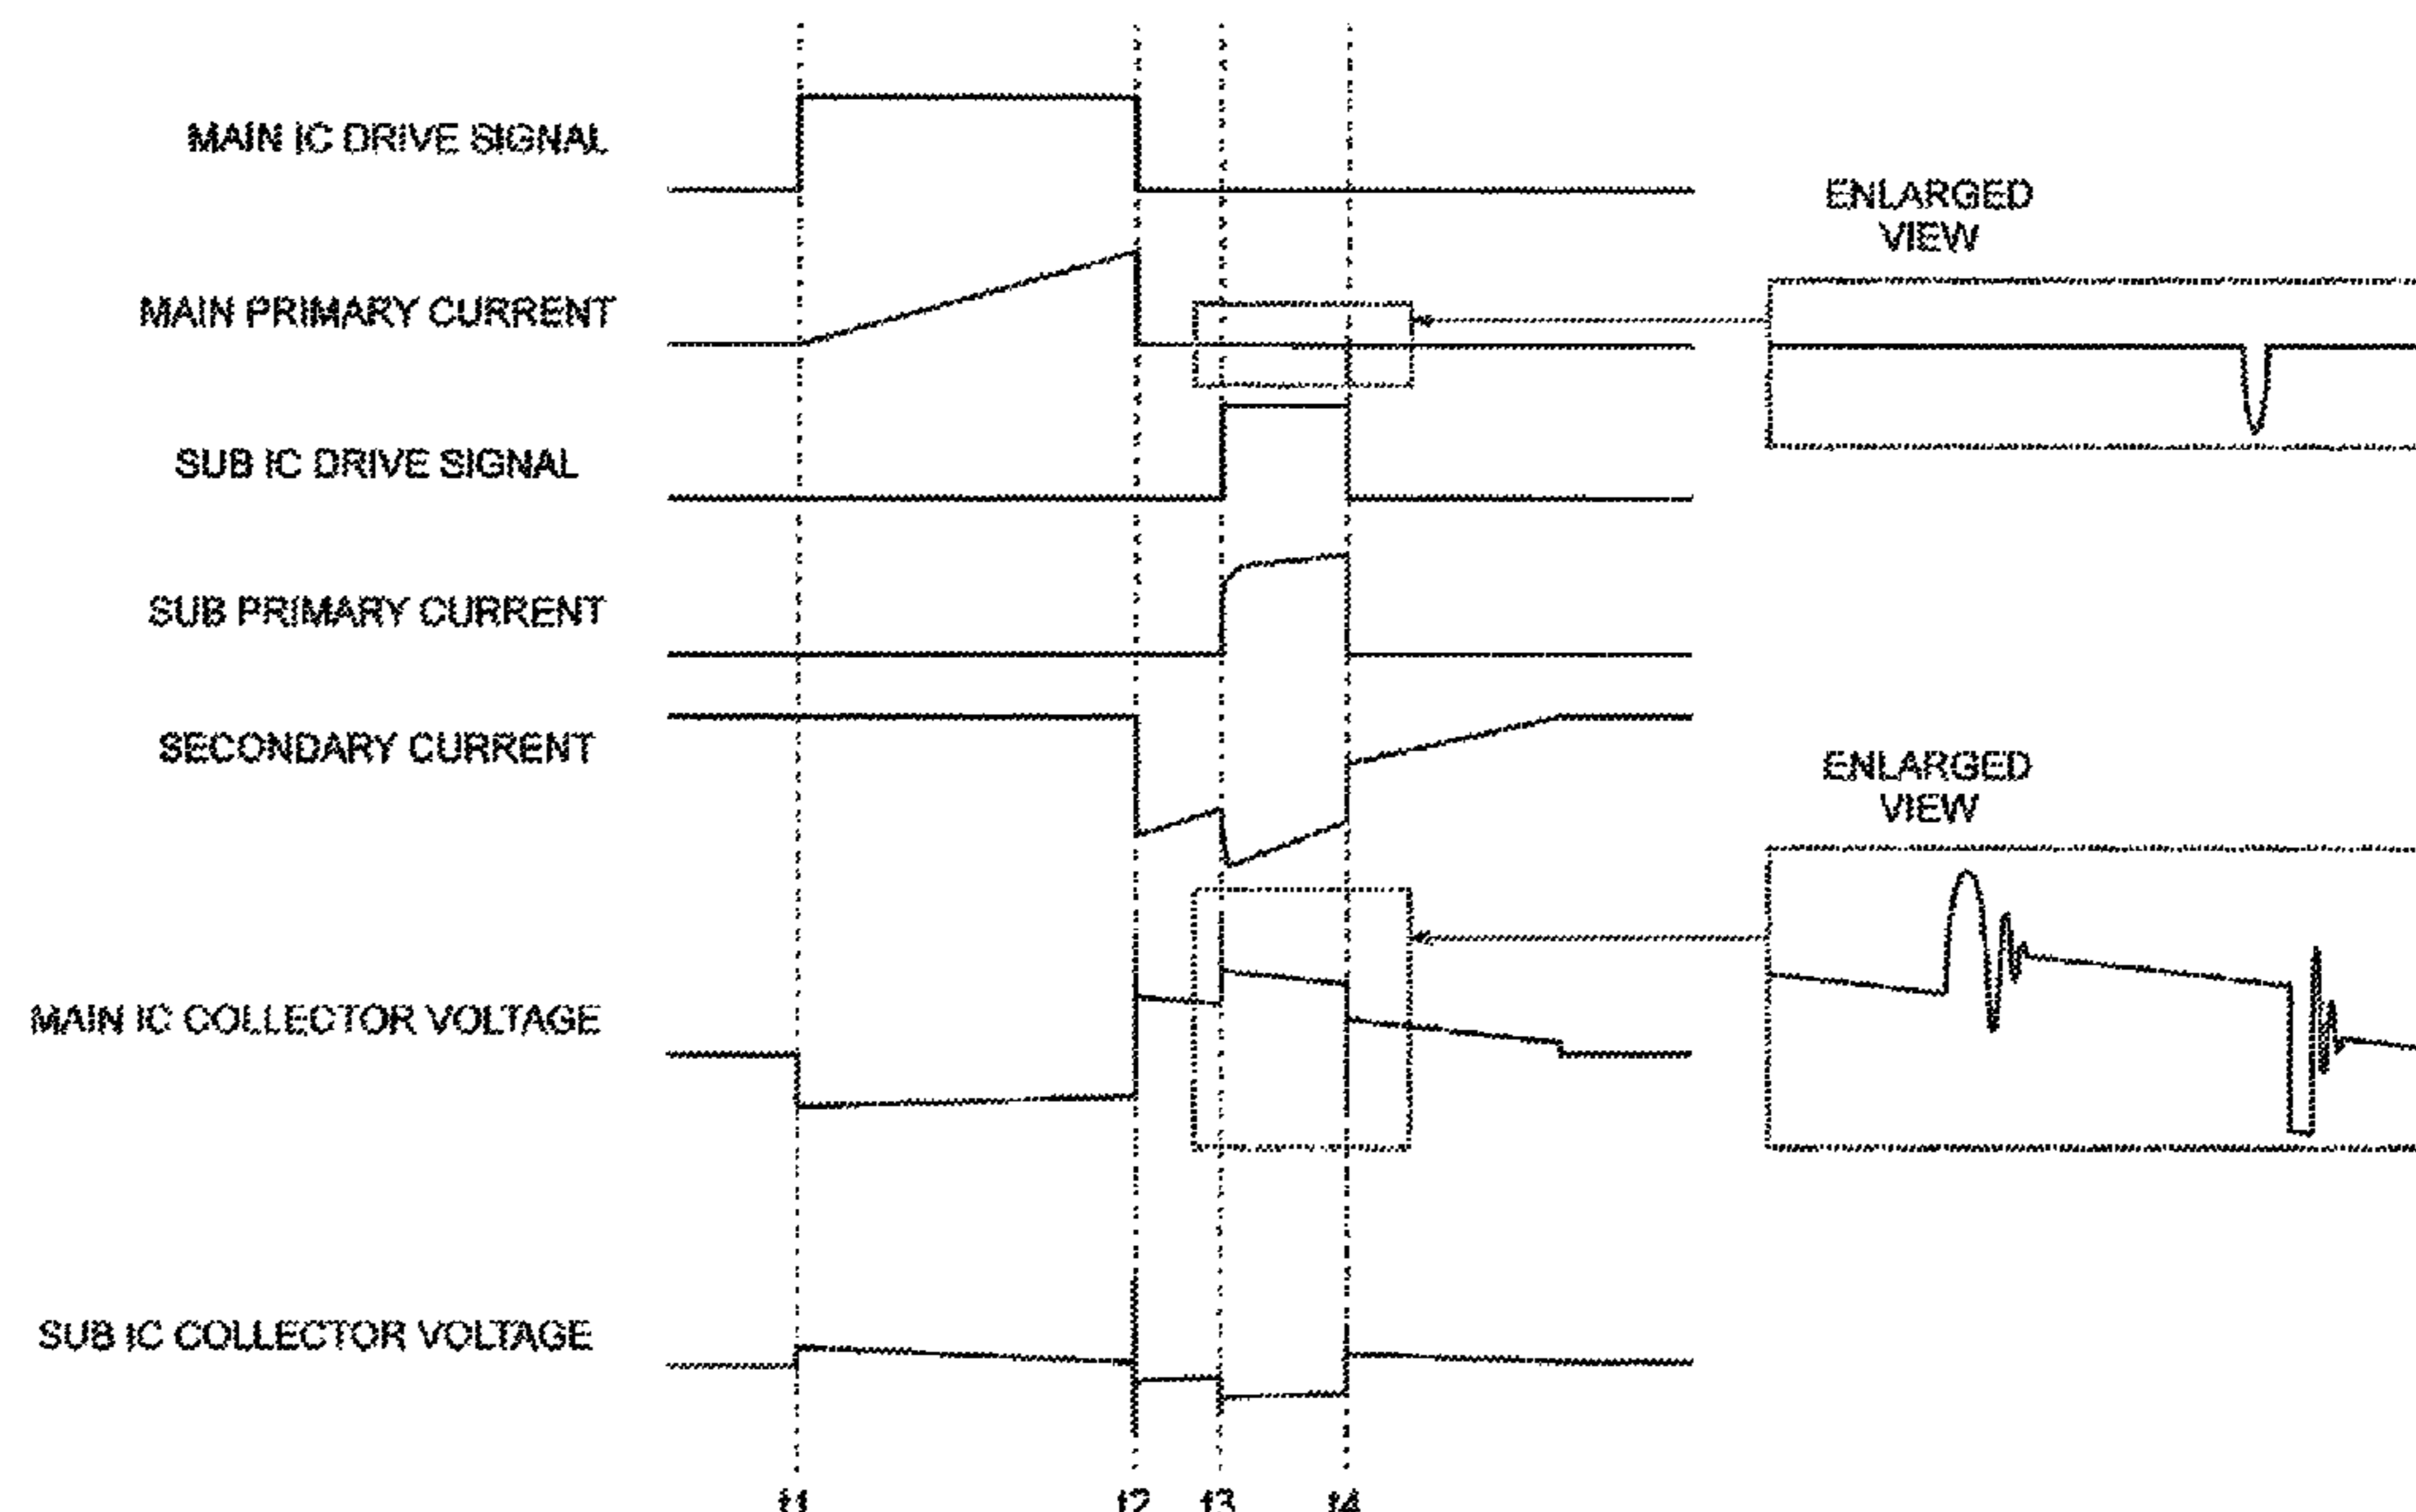 MAIN IC DRIVE SIGNAL
ENLARGED
VIEW
MAIN PRIMARY CURRENT
SUB IC DRIVE SIGNAL
SUB PRIMARY CURRENT
SECONDARY CURRENT
ENLARGED
VIEW
MAIN IC COLLECTOR VOLTAGE
SUB IC COLLECTOR VOLTAGE
t1 t2 t3 t4